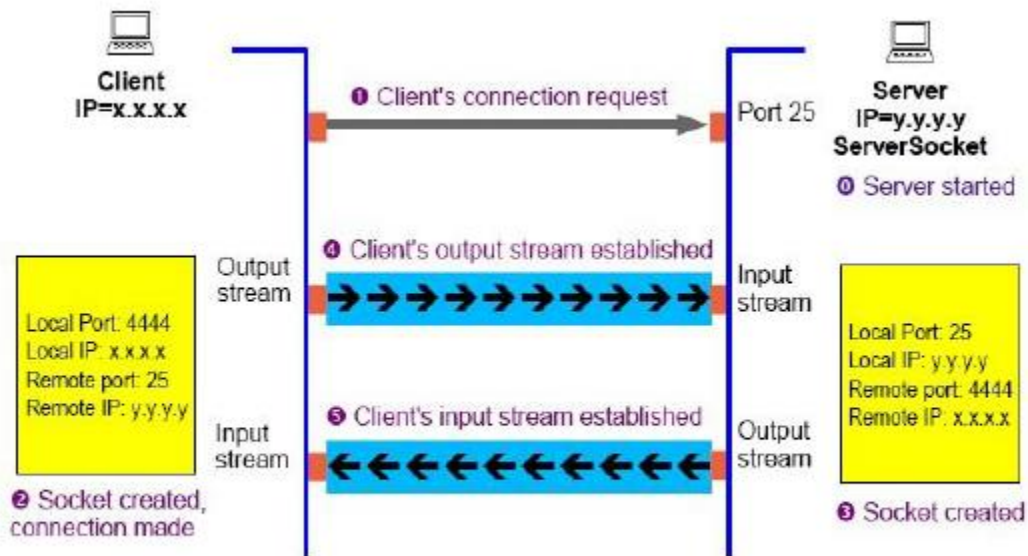 Client
IP=x.x.x.x
❶ Client's connection request
Port 25
Server
IP=y.y.y.y
ServerSocket
⓿ Server started
❹ Client's output stream established
Output
stream
Input
stream
Local Port: 4444
Local IP: x.x.x.x
Remote port: 25
Remote IP: y.y.y.y
Local Port: 25
Local IP: y.y.y.y
Remote port: 4444
Remote IP: x.x.x.x
❺ Client's input stream established
Input
stream
Output
stream
❷ Socket created,
connection made
❸ Socket created